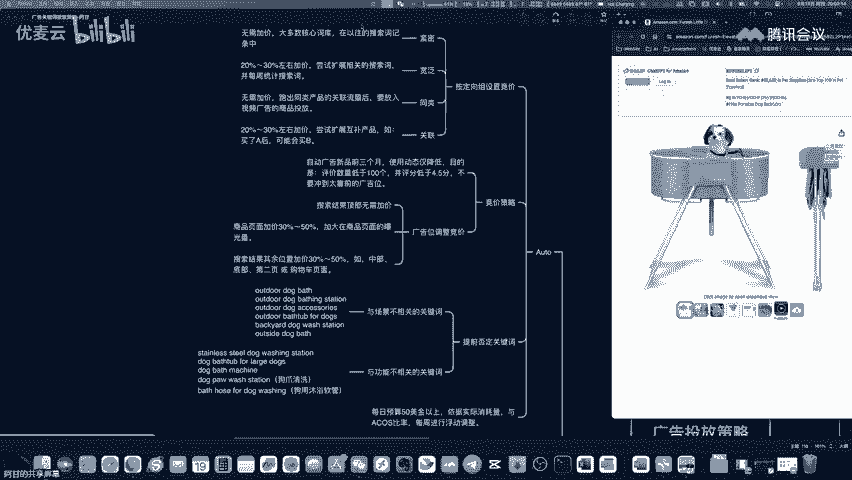 优麦云 bilibili
腾讯会议
无需加价，大多数核心词库，在以往的搜索词记
录中
紧密
20%～30%左右加价，尝试扩展相关的搜索词，
并每周统计搜索词。
宽泛
按定向组设置竞价
无需加价，跑出同类产品的关联流量后，要放入
视频广告的商品投放。
同类
20%～30%左右加价，尝试扩展互补产品，如：
买了A后，可能会买B。
关联
自动广告新品期三个月，使用动态仅降低，目的
是：评价数量低于100个，并评分低于4.5分，不
要冲到太靠前的广告位。
竞价策略
搜索结果顶部无需加价
商品页面加价30%～50%，加大在商品页面的曝
光量。
广告位调整竞价
搜索结果其余位置加价30%～50%，如，中部、
底部、第二页 或 购物车页面。
Auto
outdoor dog bath
outdoor dog bathing station
outdoor dog accessories
outdoor bathtub for dogs
backyard dog wash station
outside dog bath
与场景不相关的关键词
提前否定关键词
stainless steel dog washing station
dog bathtub for large dogs
dog bath machine
dog paw wash station（狗爪清洗）
bath hose for dog washing（狗用沐浴软管）
与功能不相关的关键词
每日预算50美金以上，依据实际消耗量，与
ACOS比率，每周进行浮动调整。
广告投放策略
阿甘的共享屏幕